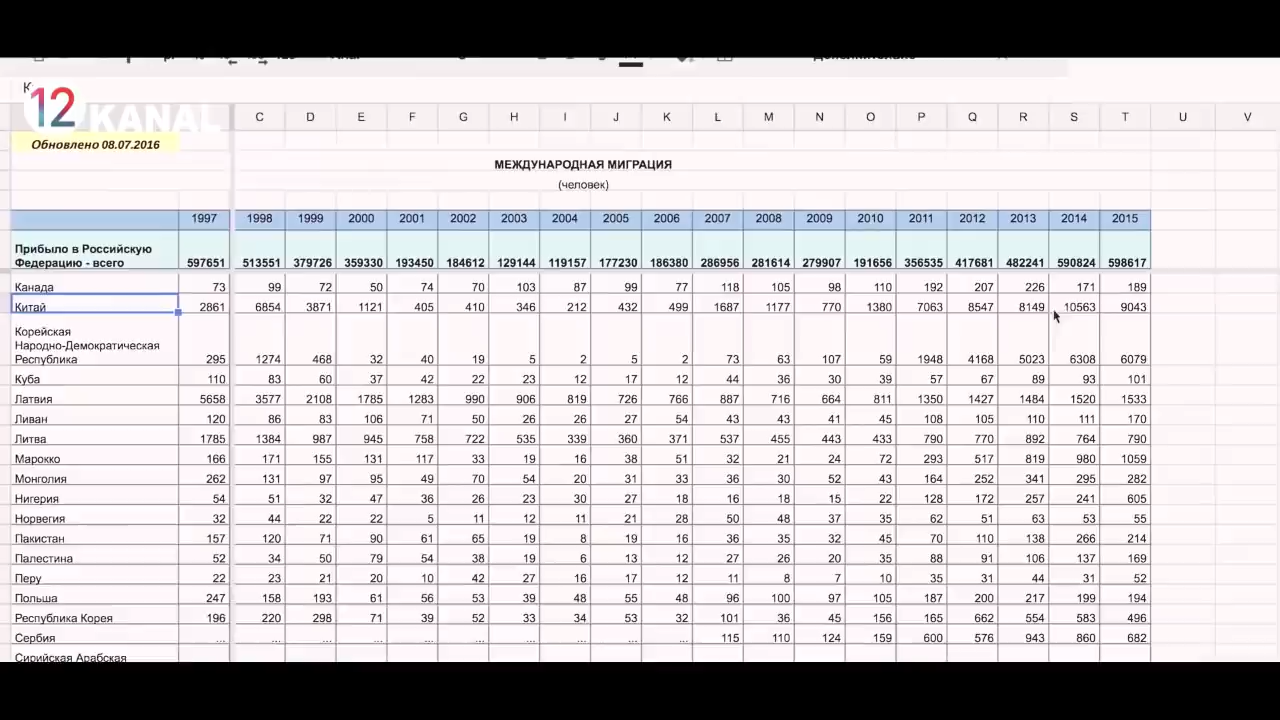 Дополнительно
12 KANAL
C D E F G H I J K L M N O P Q R S T U V
Обновлено 08.07.2016
МЕЖДУНАРОДНАЯ МИГРАЦИЯ
(человек)
1997 1998 1999 2000 2001 2002 2003 2004 2005 2006 2007 2008 2009 2010 2011 2012 2013 2014 2015
Прибыло в Российскую
Федерацию - всего 597651 513551 379726 359330 193450 184612 129144 119157 177230 186380 286956 281614 279907 191656 356535 417681 482241 590824 598617
Канада 73 99 72 50 74 70 103 87 99 77 118 105 98 110 192 207 226 171 189
Китай 2861 6854 3871 1121 405 410 346 212 432 499 1687 1177 770 1380 7063 8547 8149 10563 9043
Корейская
Народно-Демократическая
Республика 295 1274 468 32 40 19 5 2 5 2 73 63 107 59 1948 4168 5023 6308 6079
Куба 110 83 60 37 42 22 23 12 17 12 44 36 30 39 57 67 89 93 101
Латвия 5658 3577 2108 1785 1283 990 906 819 726 766 887 716 664 811 1350 1427 1484 1520 1533
Ливан 120 86 83 106 71 50 26 26 27 54 43 43 41 45 108 105 110 111 170
Литва 1785 1384 987 945 758 722 535 339 360 371 537 455 443 433 790 770 892 764 790
Марокко 166 171 155 131 117 33 19 16 38 51 32 21 24 72 293 517 819 980 1059
Монголия 262 131 97 95 49 70 54 20 31 33 36 30 52 43 164 252 341 295 282
Нигерия 54 51 32 47 36 26 23 30 27 18 16 18 15 22 128 172 257 241 605
Норвегия 32 44 22 22 5 11 12 11 21 28 50 48 37 35 62 51 63 53 55
Пакистан 157 120 71 90 61 65 19 8 19 16 36 35 32 45 70 110 138 266 214
Палестина 52 34 50 79 54 38 19 6 13 12 27 26 20 35 88 91 106 137 169
Перу 22 23 21 20 10 42 27 16 17 12 11 8 7 10 35 31 44 31 52
Польша 247 158 193 61 56 53 39 48 55 48 96 100 97 105 187 200 217 199 194
Республика Корея 196 220 298 71 39 52 33 34 53 32 101 36 45 156 165 662 554 583 496
Сербия ... ... ... ... ... ... ... ... ... ... 115 110 124 159 600 576 943 860 682
Сирийская Арабская